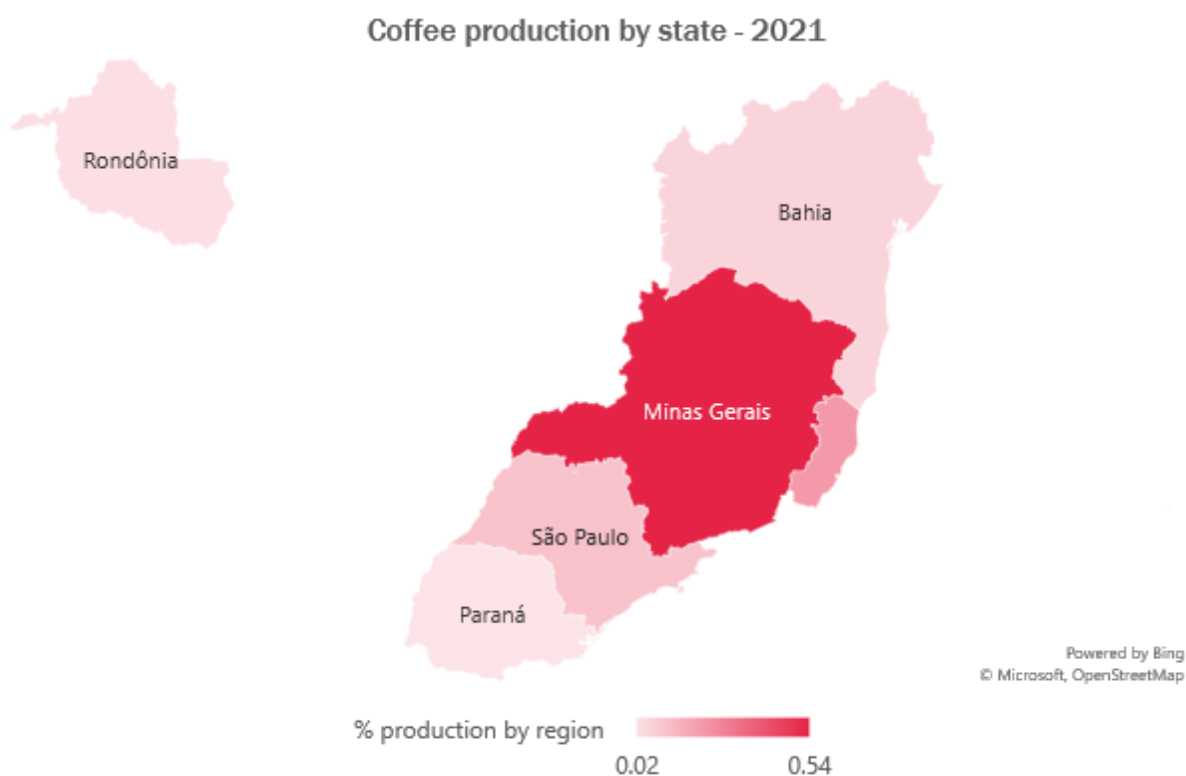 Coffee production by state - 2021
Rondônia
Bahia
Minas Gerais
São Paulo
Paraná
Powered by Bing
© Microsoft, OpenStreetMap
% production by region
0.02 0.54